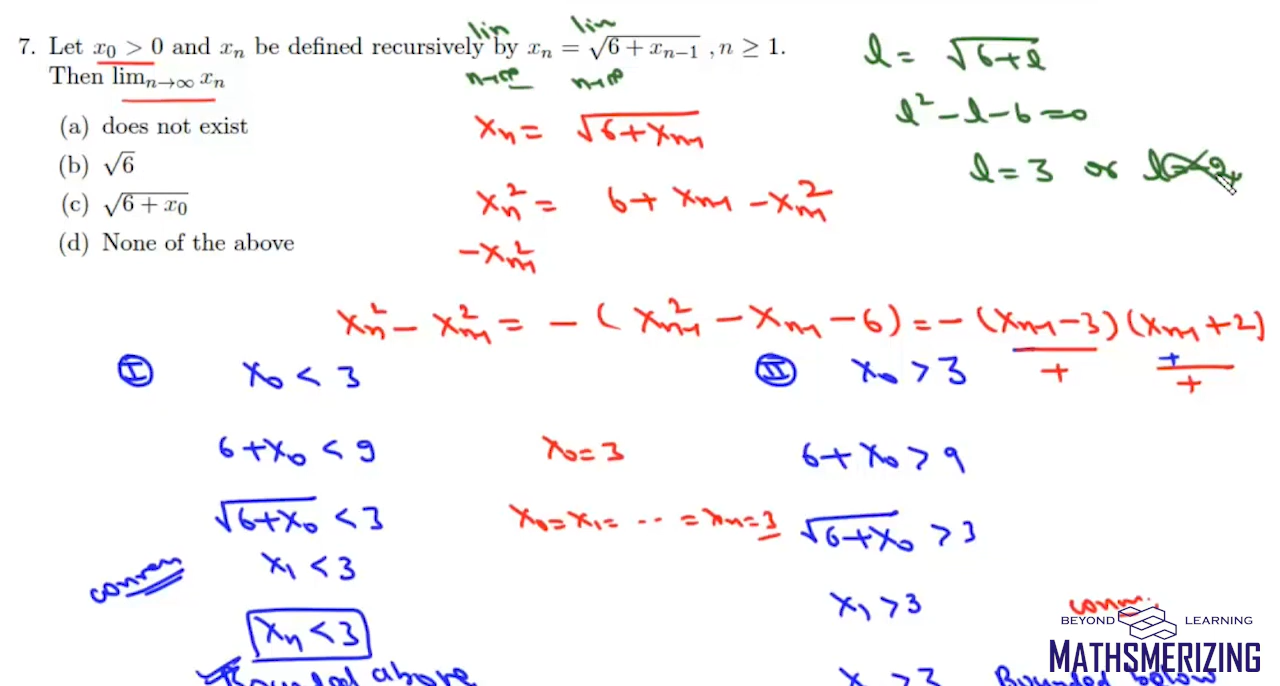 7. Let x₀ > 0 and xₙ be defined recursively by xₙ = √(6 + xₙ₋₁), n ≥ 1.
Then limₙ→∞ xₙ
(a) does not exist
(b) √6
(c) √(6 + x₀)
(d) None of the above
lim lim
n→∞ n→∞
l = √(6+l)
l² - l - 6 = 0
l = 3 or
xₙ = √(6 + xₙ₋₁)
xₙ² = 6 + xₙ₋₁ - xₙ₋₁²
-xₙ₋₁²
xₙ² - xₙ₋₁² = - (xₙ₋₁² - xₙ₋₁ - 6) = - (xₙ₋₁ - 3)(xₙ₋₁ + 2)
+ + +
I x₀ < 3
6 + x₀ < 9
√(6+x₀) < 3
x₁ < 3
xₙ < 3
Bounded above
x₀ = 3
x₀ = x₁ = ... = xₙ = 3
II x₀ > 3
6 + x₀ > 9
√(6+x₀) > 3
x₁ > 3
Bounded below
BEYOND LEARNING
MATHSMERIZING